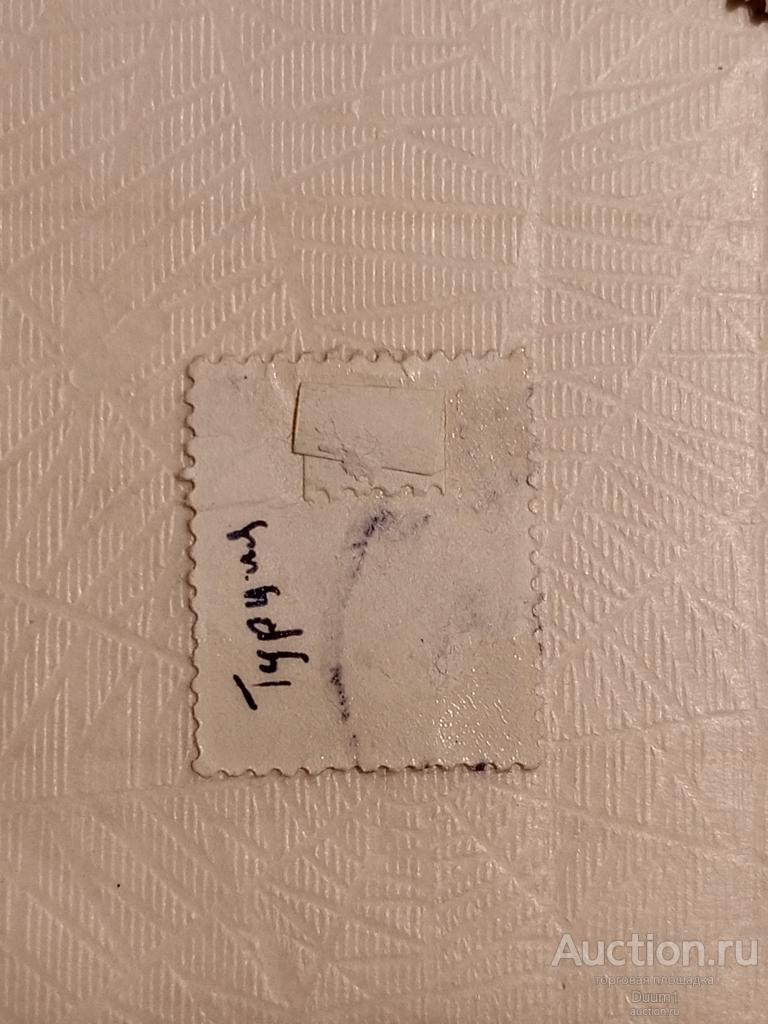 Турция
Auction.ru
торговая площадка
Duum1
auction.ru